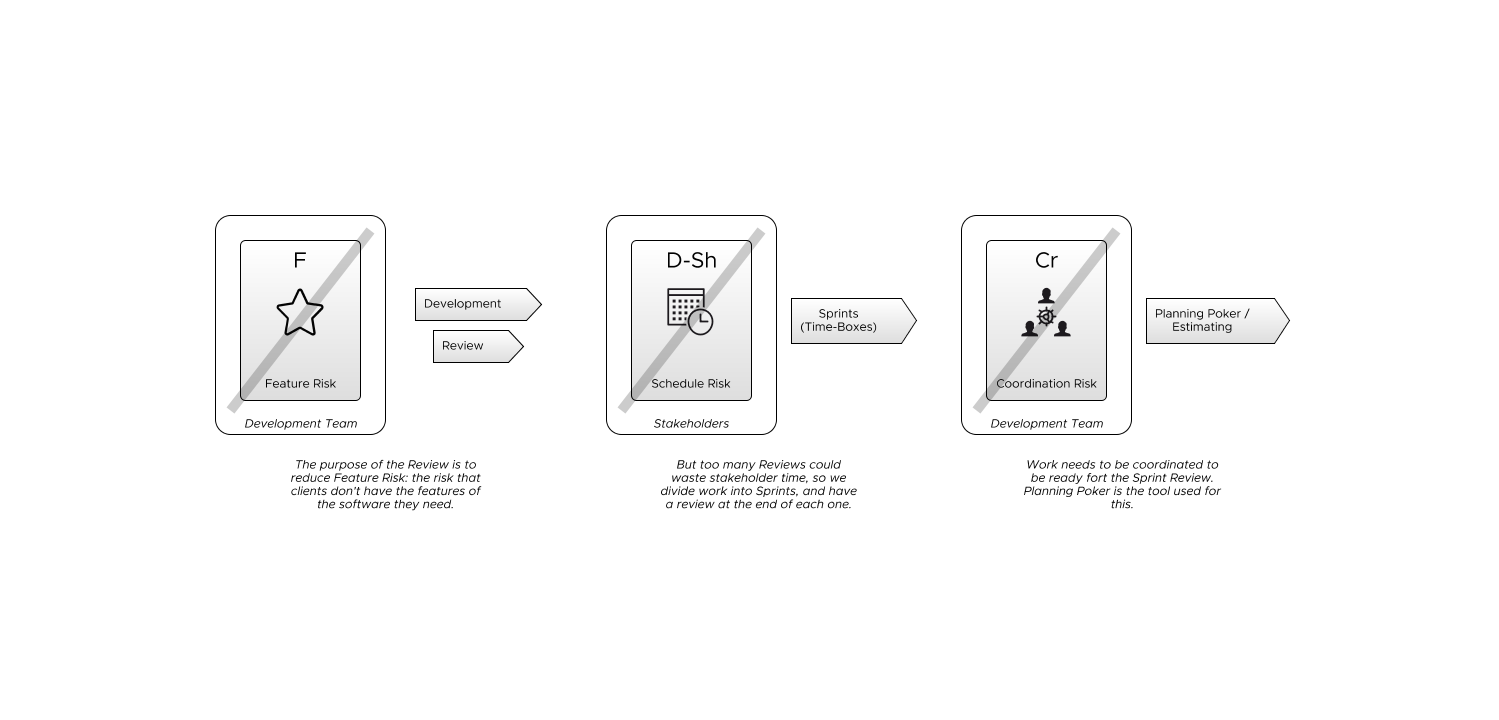 F
Feature Risk
Development Team
Development
Review
The purpose of the Review is to
reduce Feature Risk: the risk that
clients don't have the features of
the software they need.
D-Sh
Schedule Risk
Stakeholders
Sprints
(Time-Boxes)
But too many Reviews could
waste stakeholder time, so we
divide work into Sprints, and have
a review at the end of each one.
Cr
Coordination Risk
Development Team
Planning Poker /
Estimating
Work needs to be coordinated to
be ready fort the Sprint Review.
Planning Poker is the tool used for
this.